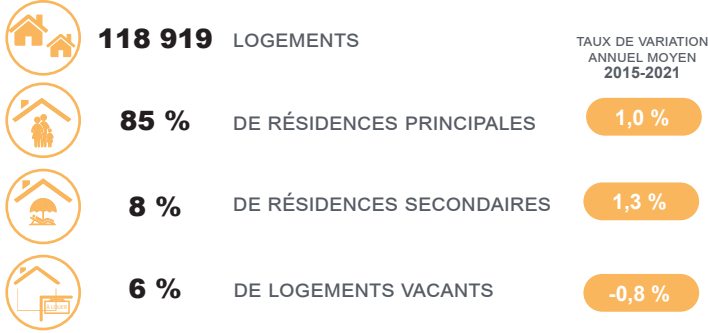 118 919 LOGEMENTS
TAUX DE VARIATION
ANNUEL MOYEN
2015-2021
85 % DE RÉSIDENCES PRINCIPALES 1,0 %
8 % DE RÉSIDENCES SECONDAIRES 1,3 %
6 % DE LOGEMENTS VACANTS -0,8 %